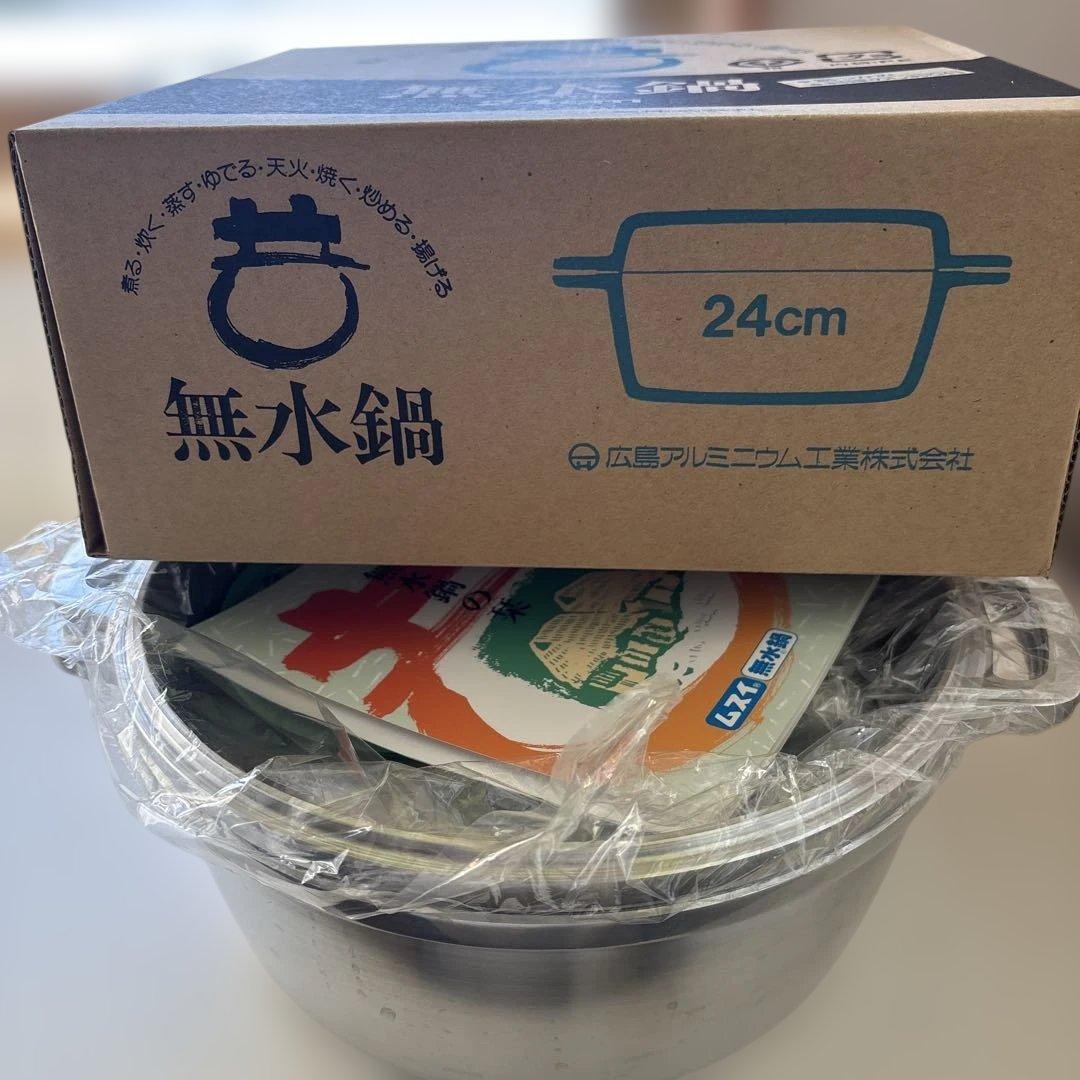 煮る・炊く・蒸す・ゆでる・天火・焼く・炒める・揚げる
無水鍋
24cm
広島アルミニウム工業株式会社
無水鍋の栞
ムスイ®
無水鍋